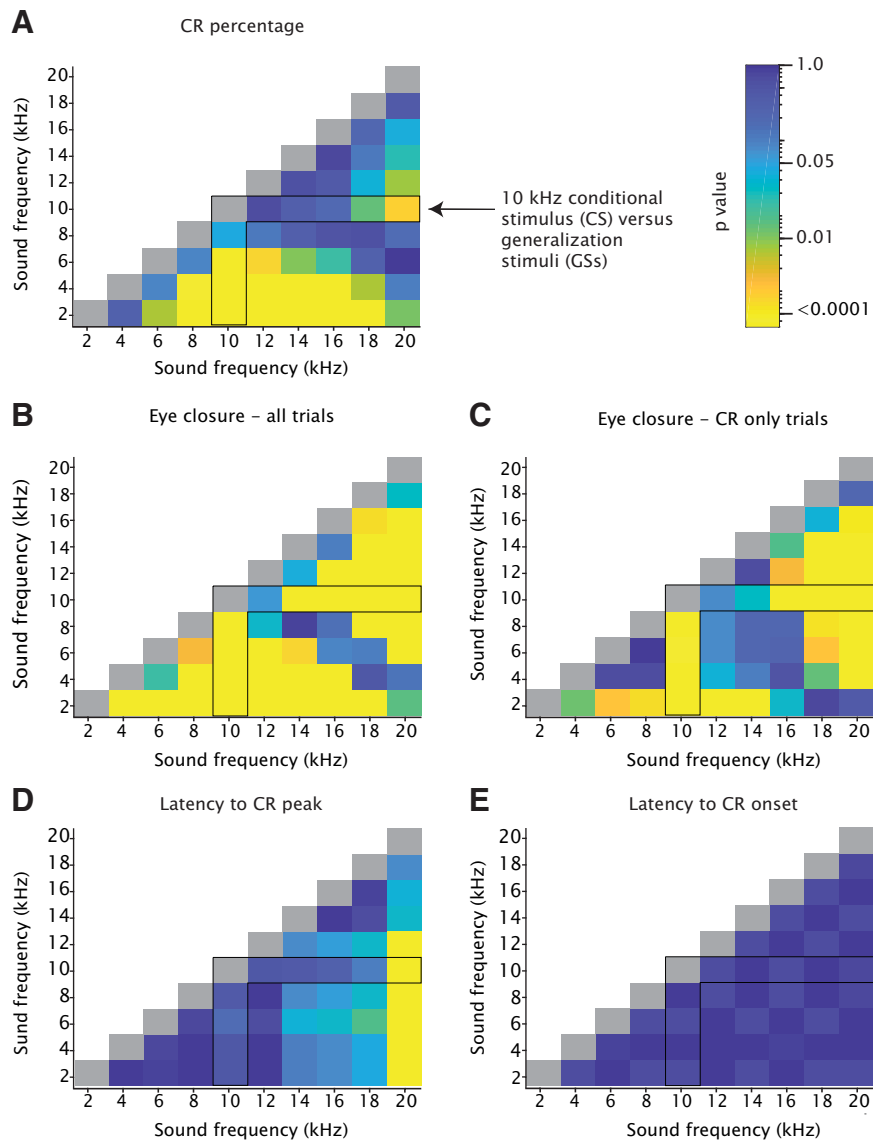 A
CR percentage
Sound frequency (kHz)
20
18
16
14
12
10
8
6
4
2
2 4 6 8 10 12 14 16 18 20
Sound frequency (kHz)
10 kHz conditional
stimulus (CS) versus
generalization
stimuli (GSs)
p value
1.0
0.05
0.01
<0.0001
B
Eye closure – all trials
Sound frequency (kHz)
20
18
16
14
12
10
8
6
4
2
2 4 6 8 10 12 14 16 18 20
Sound frequency (kHz)
C
Eye closure – CR only trials
Sound frequency (kHz)
20
18
16
14
12
10
8
6
4
2
2 4 6 8 10 12 14 16 18 20
Sound frequency (kHz)
D
Latency to CR peak
Sund frequency (kHz)
20
18
16
14
12
10
8
6
4
2
2 4 6 8 10 12 14 16 18 20
Sound frequency (kHz)
E
Latency to CR onset
Sound frequency (kHz)
20
18
16
14
12
10
8
6
4
2
2 4 6 8 10 12 14 16 18 20
Sound frequency (kHz)